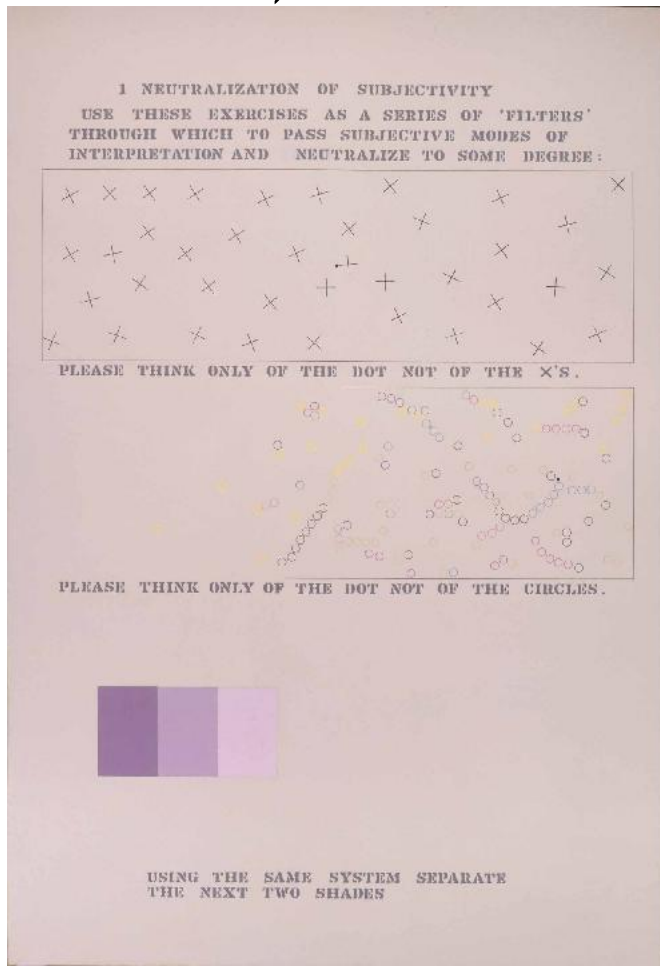 1 NEUTRALIZATION OF SUBJECTIVITY
USE THESE EXERCISES AS A SERIES OF 'FILTERS'
THROUGH WHICH TO PASS SUBJECTIVE MODES OF
INTERPRETATION AND NEUTRALIZE TO SOME DEGREE:
PLEASE THINK ONLY OF THE DOT NOT OF THE X'S.
PLEASE THINK ONLY OF THE DOT NOT OF THE CIRCLES.
USING THE SAME SYSTEM SEPARATE
THE NEXT TWO SHADES